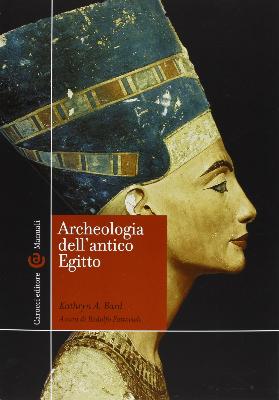 Archeologia
dell'antico
Egitto
Kathryn A. Bard
A cura di Rodolfo Fattovich
Carocci editore Manuali